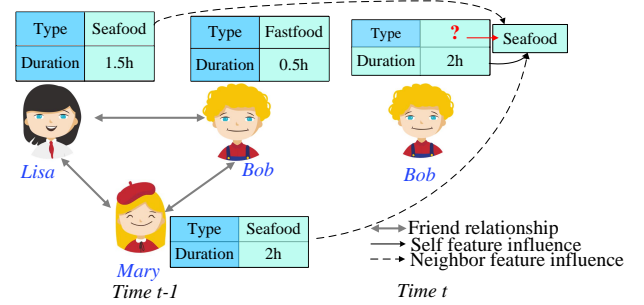 Type Seafood
Duration 1.5h
Type Fastfood
Duration 0.5h
Type ? Seafood
Duration 2h
Lisa
Bob
Bob
Type Seafood
Duration 2h
Mary
Time t-1
Time t
Friend relationship
Self feature influence
Neighbor feature influence